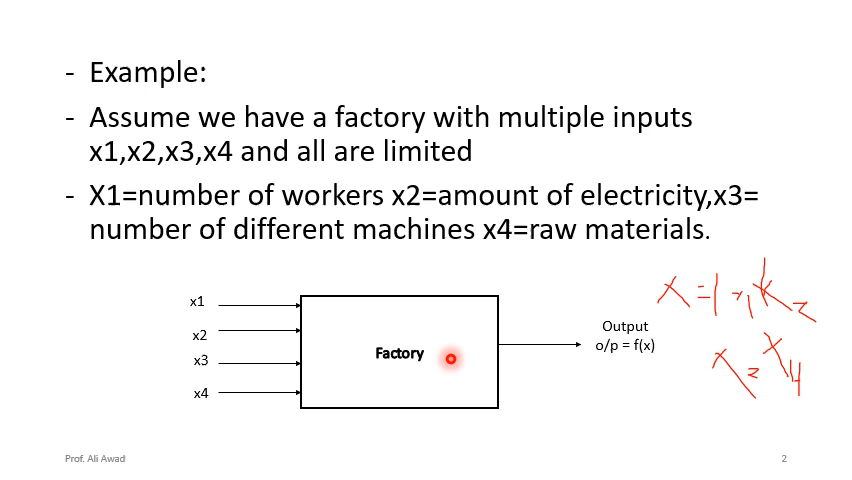 - Example:
- Assume we have a factory with multiple inputs
x1,x2,x3,x4 and all are limited
- X1=number of workers x2=amount of electricity,x3=
number of different machines x4=raw materials.
x1
x2
x3
x4
Factory
Output
o/p = f(x)
Prof. Ali Awad
2